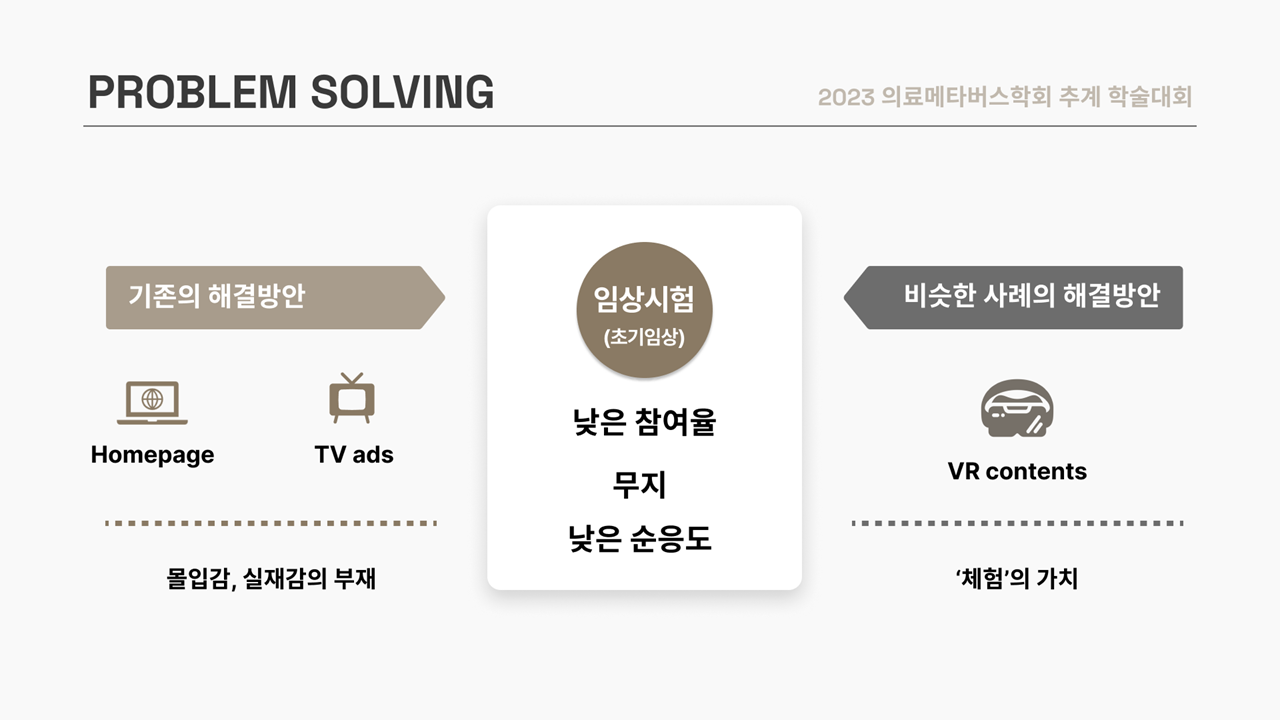 PROBLEM SOLVING
2023 의료메타버스학회 추계 학술대회
기존의 해결방안
Homepage
TV ads
몰입감, 실재감의 부재
임상시험
(초기임상)
낮은 참여율
무지
낮은 순응도
비슷한 사례의 해결방안
VR contents
‘체험’의 가치